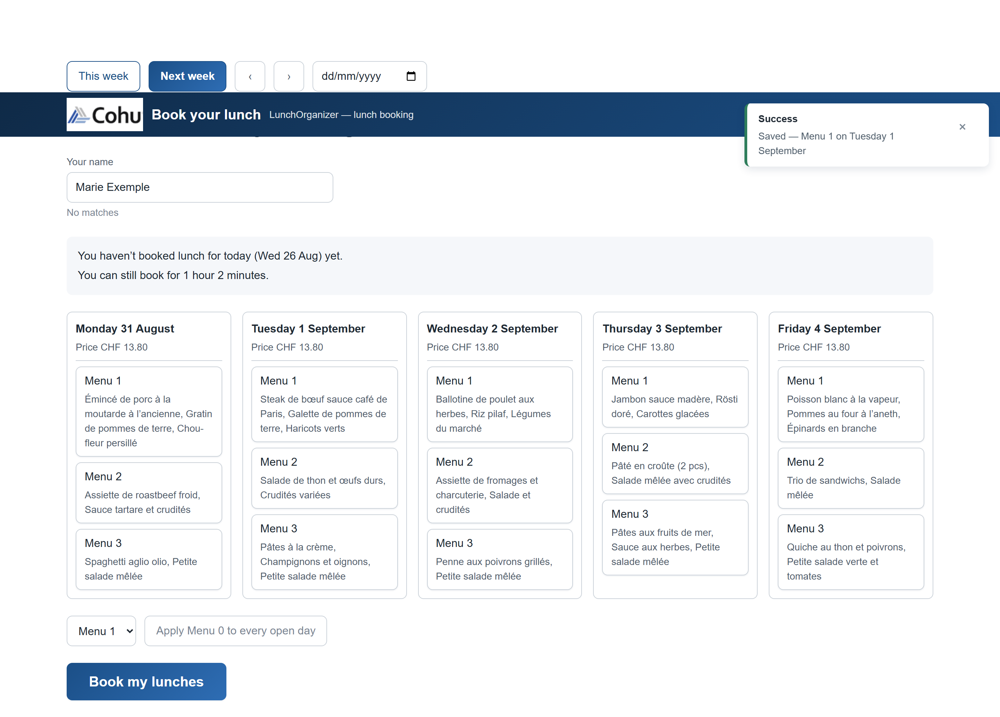 This week
Next week
‹
›
dd/mm/yyyy
Cohu
Book your lunch
LunchOrganizer — lunch booking
Success
Saved — Menu 1 on Tuesday 1
September
×
Your name
Marie Exemple
No matches
You haven’t booked lunch for today (Wed 26 Aug) yet.
You can still book for 1 hour 2 minutes.
Monday 31 August
Price CHF 13.80
Menu 1
Émincé de porc à la
moutarde à l’ancienne, Gratin
de pommes de terre, Chou-
fleur persillé
Menu 2
Assiette de roastbeef froid,
Sauce tartare et crudités
Menu 3
Spaghetti aglio olio, Petite
salade mêlée
Tuesday 1 September
Price CHF 13.80
Menu 1
Steak de bœuf sauce café de
Paris, Galette de pommes de
terre, Haricots verts
Menu 2
Salade de thon et œufs durs,
Crudités variées
Menu 3
Pâtes à la crème,
Champignons et oignons,
Petite salade mêlée
Wednesday 2 September
Price CHF 13.80
Menu 1
Ballotine de poulet aux
herbes, Riz pilaf, Légumes
du marché
Menu 2
Assiette de fromages et
charcuterie, Salade et
crudités
Menu 3
Penne aux poivrons grillés,
Petite salade mêlée
Thursday 3 September
Price CHF 13.80
Menu 1
Jambon sauce madère, Rösti
doré, Carottes glacées
Menu 2
Pâté en croûte (2 pcs),
Salade mêlée avec crudités
Menu 3
Pâtes aux fruits de mer,
Sauce aux herbes, Petite
salade mêlée
Friday 4 September
Price CHF 13.80
Menu 1
Poisson blanc à la vapeur,
Pommes au four à l’aneth,
Épinards en branche
Menu 2
Trio de sandwichs, Salade
mêlée
Menu 3
Quiche au thon et poivrons,
Petite salade verte et
tomates
Menu 1
Apply Menu 0 to every open day
Book my lunches